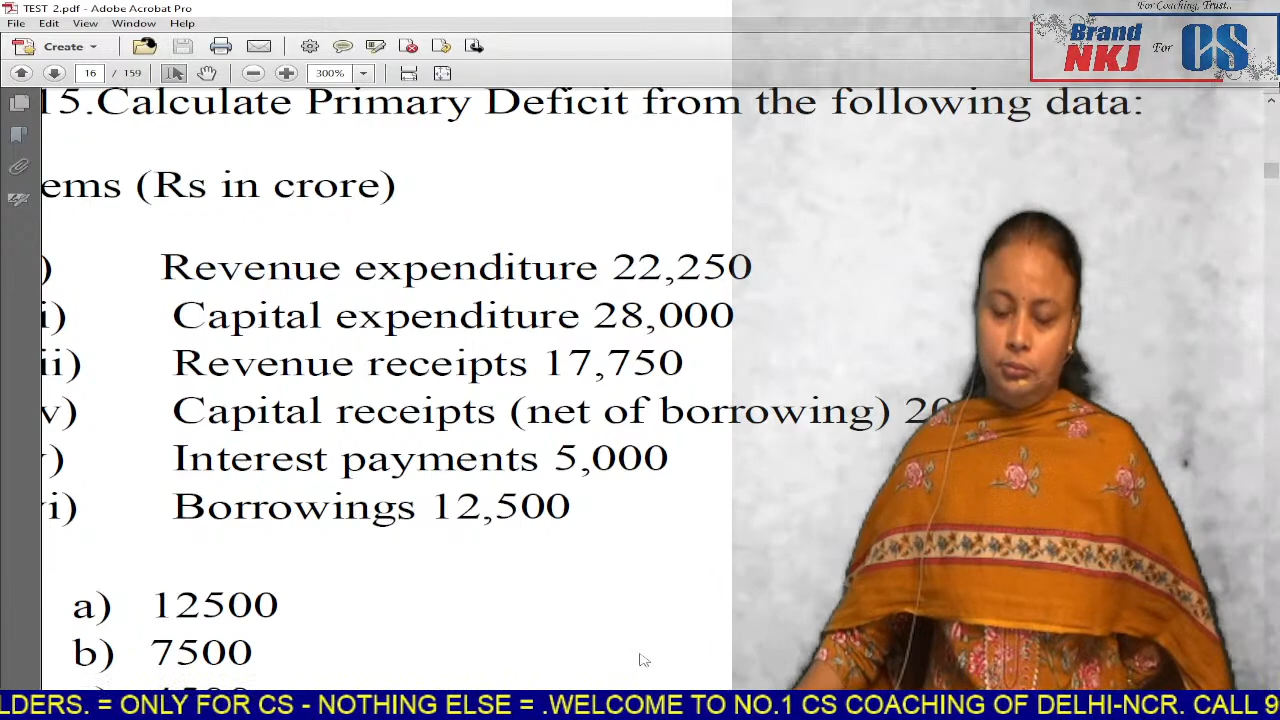 TEST 2.pdf - Adobe Acrobat Pro
File Edit View Window Help
Create
16 / 159
300%
For Coaching, Trust..
Brand
NKJ For CS
15.Calculate Primary Deficit from the following data:
ems (Rs in crore)
) Revenue expenditure 22,250
i) Capital expenditure 28,000
ii) Revenue receipts 17,750
v) Capital receipts (net of borrowing) 20
) Interest payments 5,000
vi) Borrowings 12,500
a) 12500
b) 7500
LDERS. = ONLY FOR CS - NOTHING ELSE = .WELCOME TO NO.1 CS COACHING OF DELHI-NCR. CALL 9